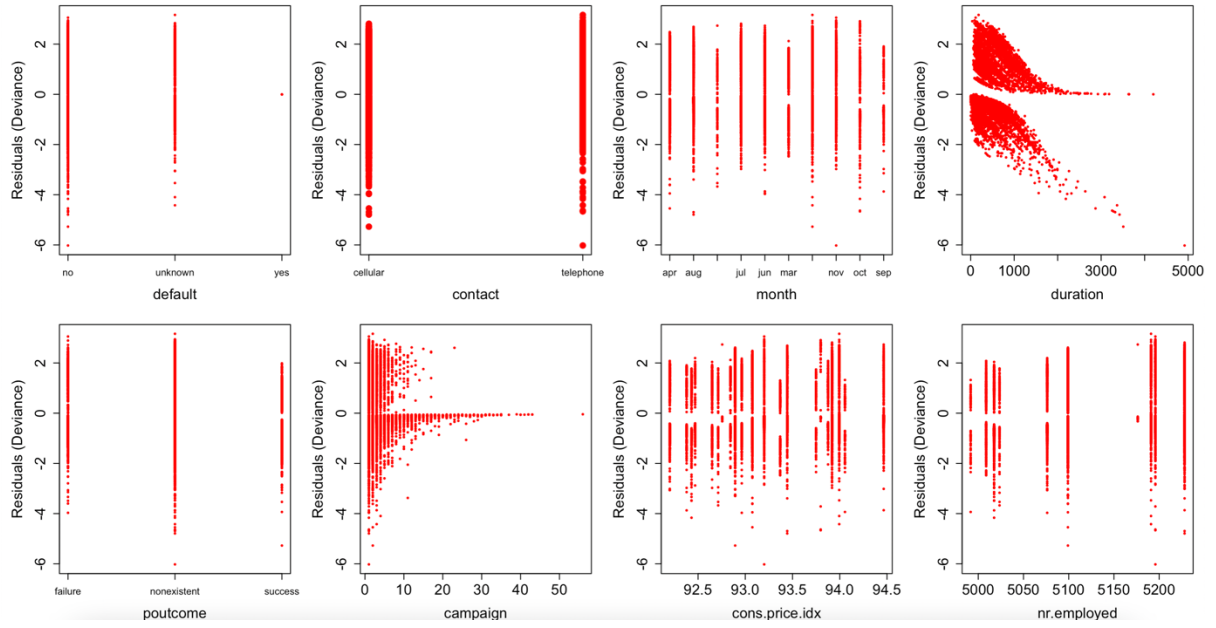 Residuals (Deviance)
-6 -4 -2 0 2
no unknown yes
default
Residuals (Deviance)
-6 -4 -2 0 2
cellular telephone
contact
Residuals (Deviance)
-6 -4 -2 0 2
apr aug jul jun mar nov oct sep
month
Residuals (Deviance)
-6 -4 -2 0 2
0 1000 3000 5000
duration
Residuals (Deviance)
-6 -4 -2 0 2
failure nonexistent success
poutcome
Residuals (Deviance)
-6 -4 -2 0 2
0 10 20 30 40 50
campaign
Residuals (Deviance)
-6 -4 -2 0 2
92.5 93.0 93.5 94.0 94.5
cons.price.idx
Residuals (Deviance)
-6 -4 -2 0 2
5000 5050 5100 5150 5200
nr.employed